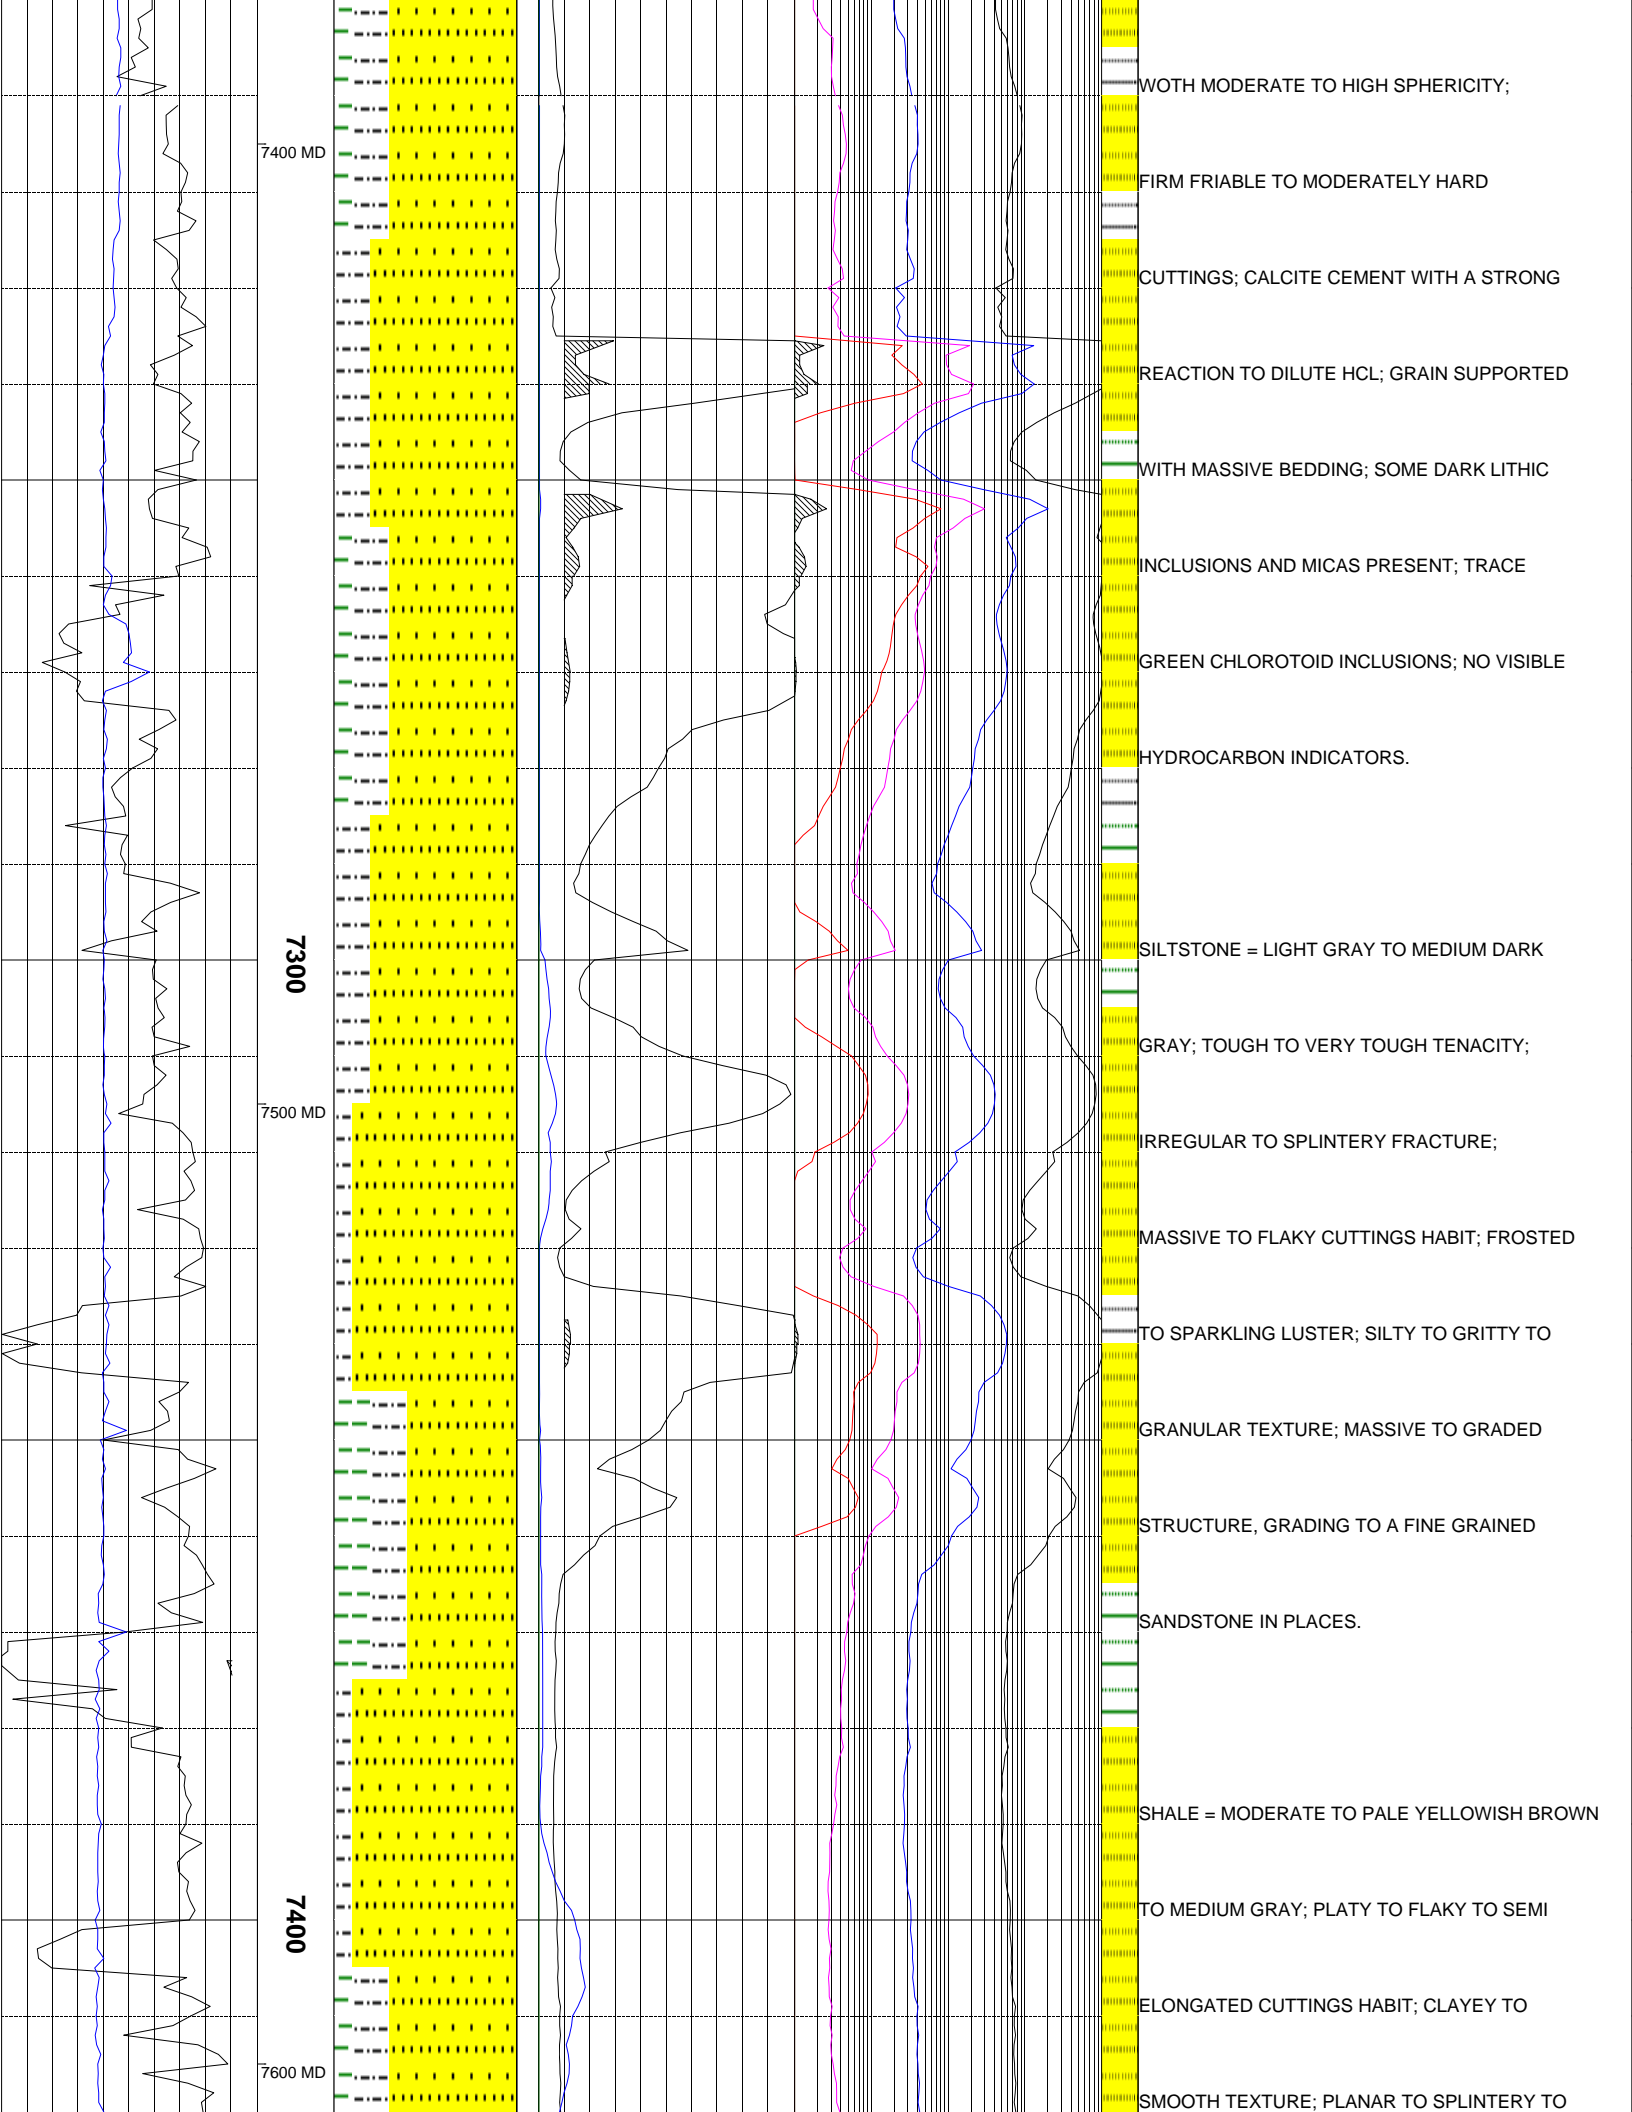 WOTH MODERATE TO HIGH SPHERICITY;
7400 MD
FIRM FRIABLE TO MODERATELY HARD
CUTTINGS; CALCITE CEMENT WITH A STRONG
REACTION TO DILUTE HCL; GRAIN SUPPORTED
WITH MASSIVE BEDDING; SOME DARK LITHIC
INCLUSIONS AND MICAS PRESENT; TRACE
GREEN CHLOROTOID INCLUSIONS; NO VISIBLE
HYDROCARBON INDICATORS.
7300
SILTSTONE = LIGHT GRAY TO MEDIUM DARK
GRAY; TOUGH TO VERY TOUGH TENACITY;
7500 MD
IRREGULAR TO SPLINTERY FRACTURE;
MASSIVE TO FLAKY CUTTINGS HABIT; FROSTED
TO SPARKLING LUSTER; SILTY TO GRITTY TO
GRANULAR TEXTURE; MASSIVE TO GRADED
STRUCTURE, GRADING TO A FINE GRAINED
SANDSTONE IN PLACES.
SHALE = MODERATE TO PALE YELLOWISH BROWN
7400
TO MEDIUM GRAY; PLATY TO FLAKY TO SEMI
ELONGATED CUTTINGS HABIT; CLAYEY TO
7600 MD
SMOOTH TEXTURE; PLANAR TO SPLINTERY TO